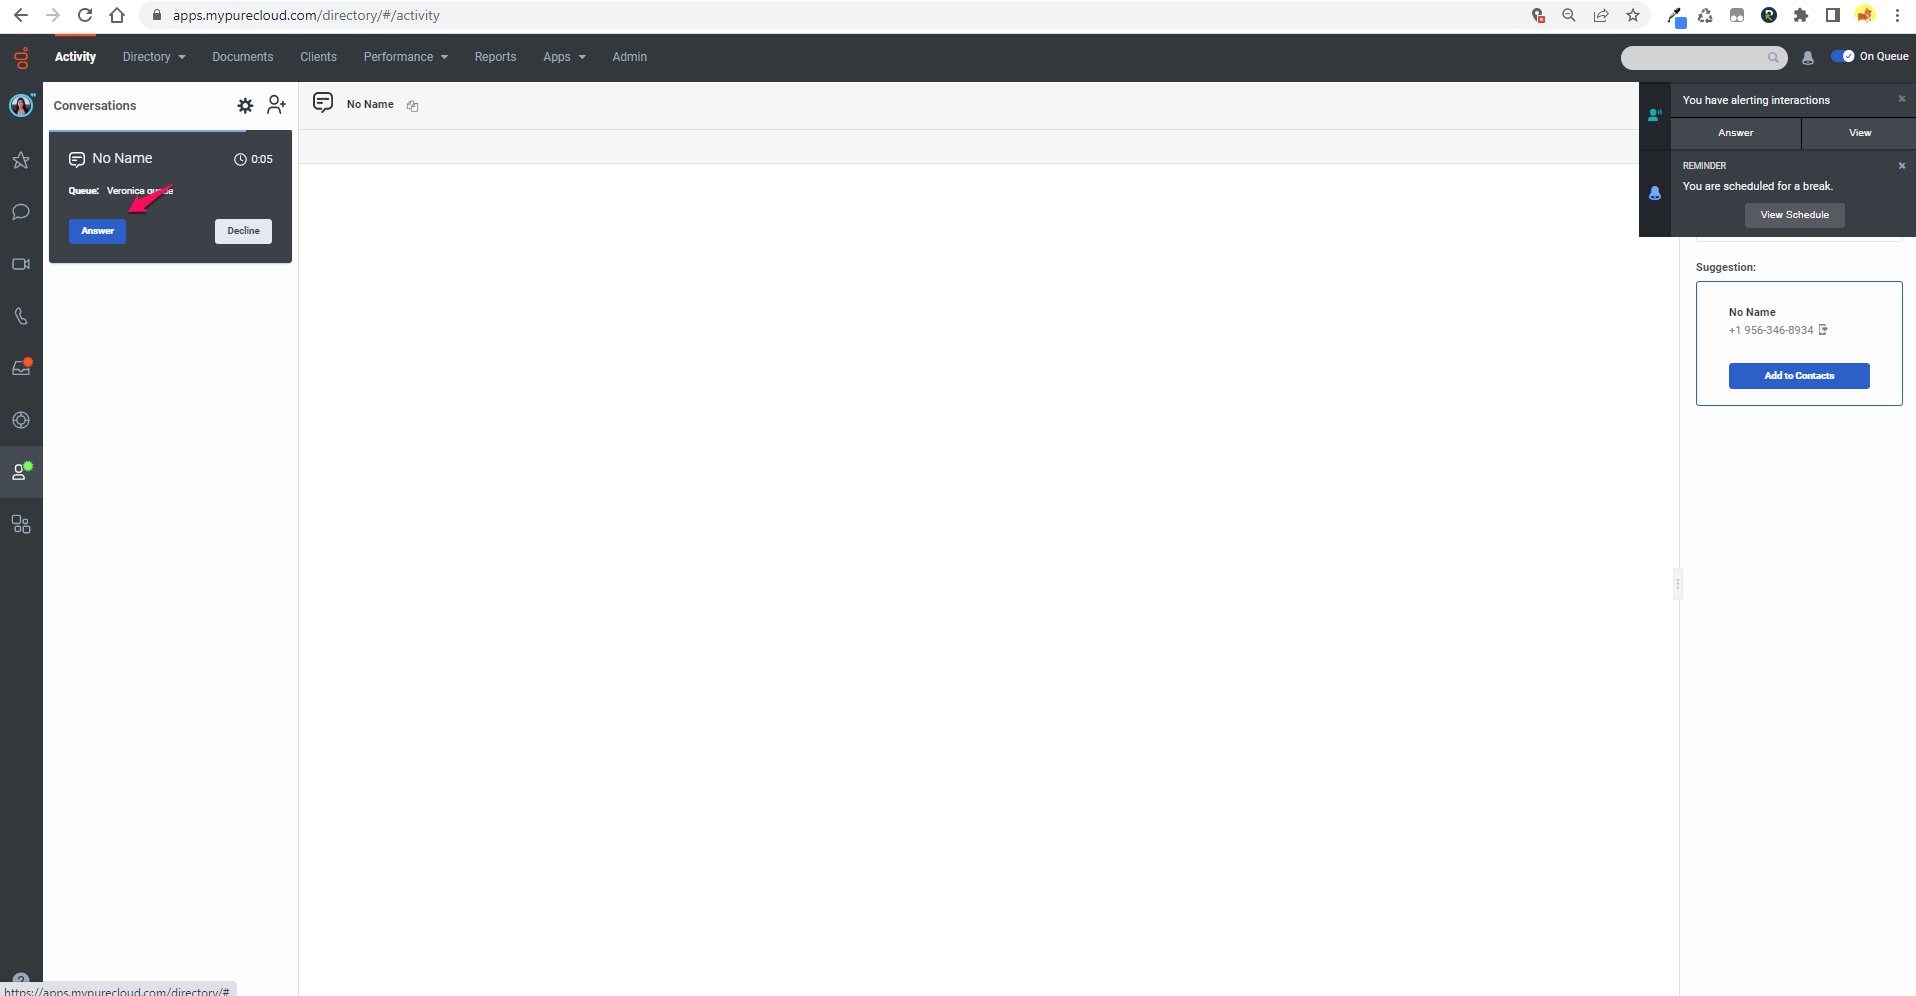 apps.mypurecloud.com/directory/#/activity
Activity Directory Documents Clients Performance Reports Apps Admin
On Queue
Conversations
No Name 0:05
Queue: Veronica queue
Answer Decline
No Name
You have alerting interactions
Answer View
REMINDER
You are scheduled for a break.
View Schedule
Suggestion:
No Name
+1 956-346-8934
Add to Contacts
https://apps.mypurecloud.com/directory/#